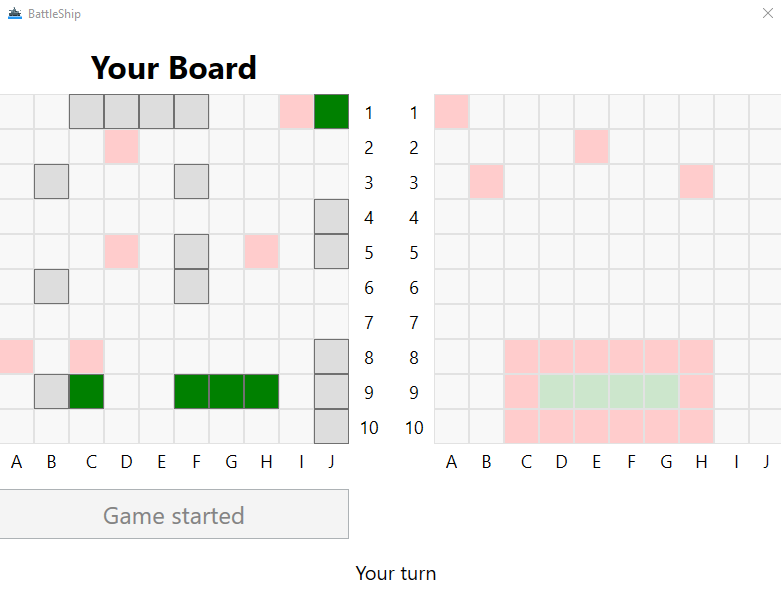 BattleShip
Your Board
1 1
2 2
3 3
4 4
5 5
6 6
7 7
8 8
9 9
10 10
A B C D E F G H I J A B C D E F G H I J
Game started
Your turn